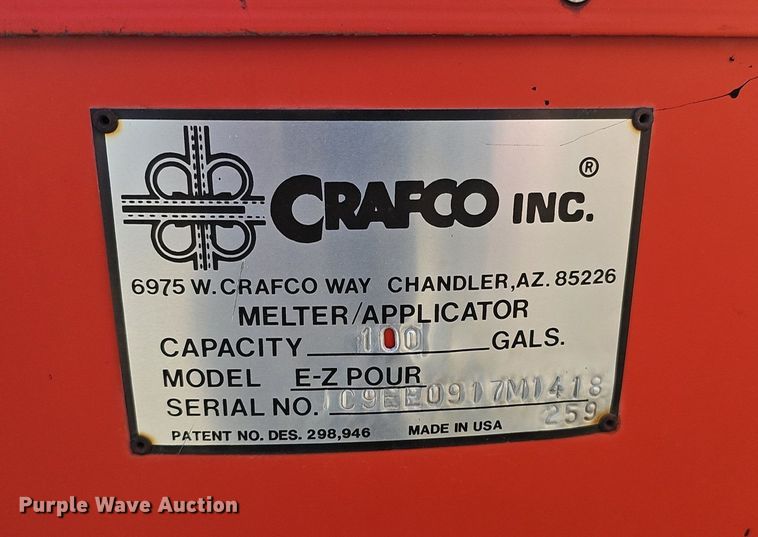 CRAFCO INC.®
6975 W. CRAFCO WAY CHANDLER, AZ. 85226
MELTER/APPLICATOR
CAPACITY 100 GALS.
MODEL E-Z POUR
SERIAL NO. 1C9EE0917M1418
259
PATENT NO. DES. 298,946 MADE IN USA
Purple Wave Auction